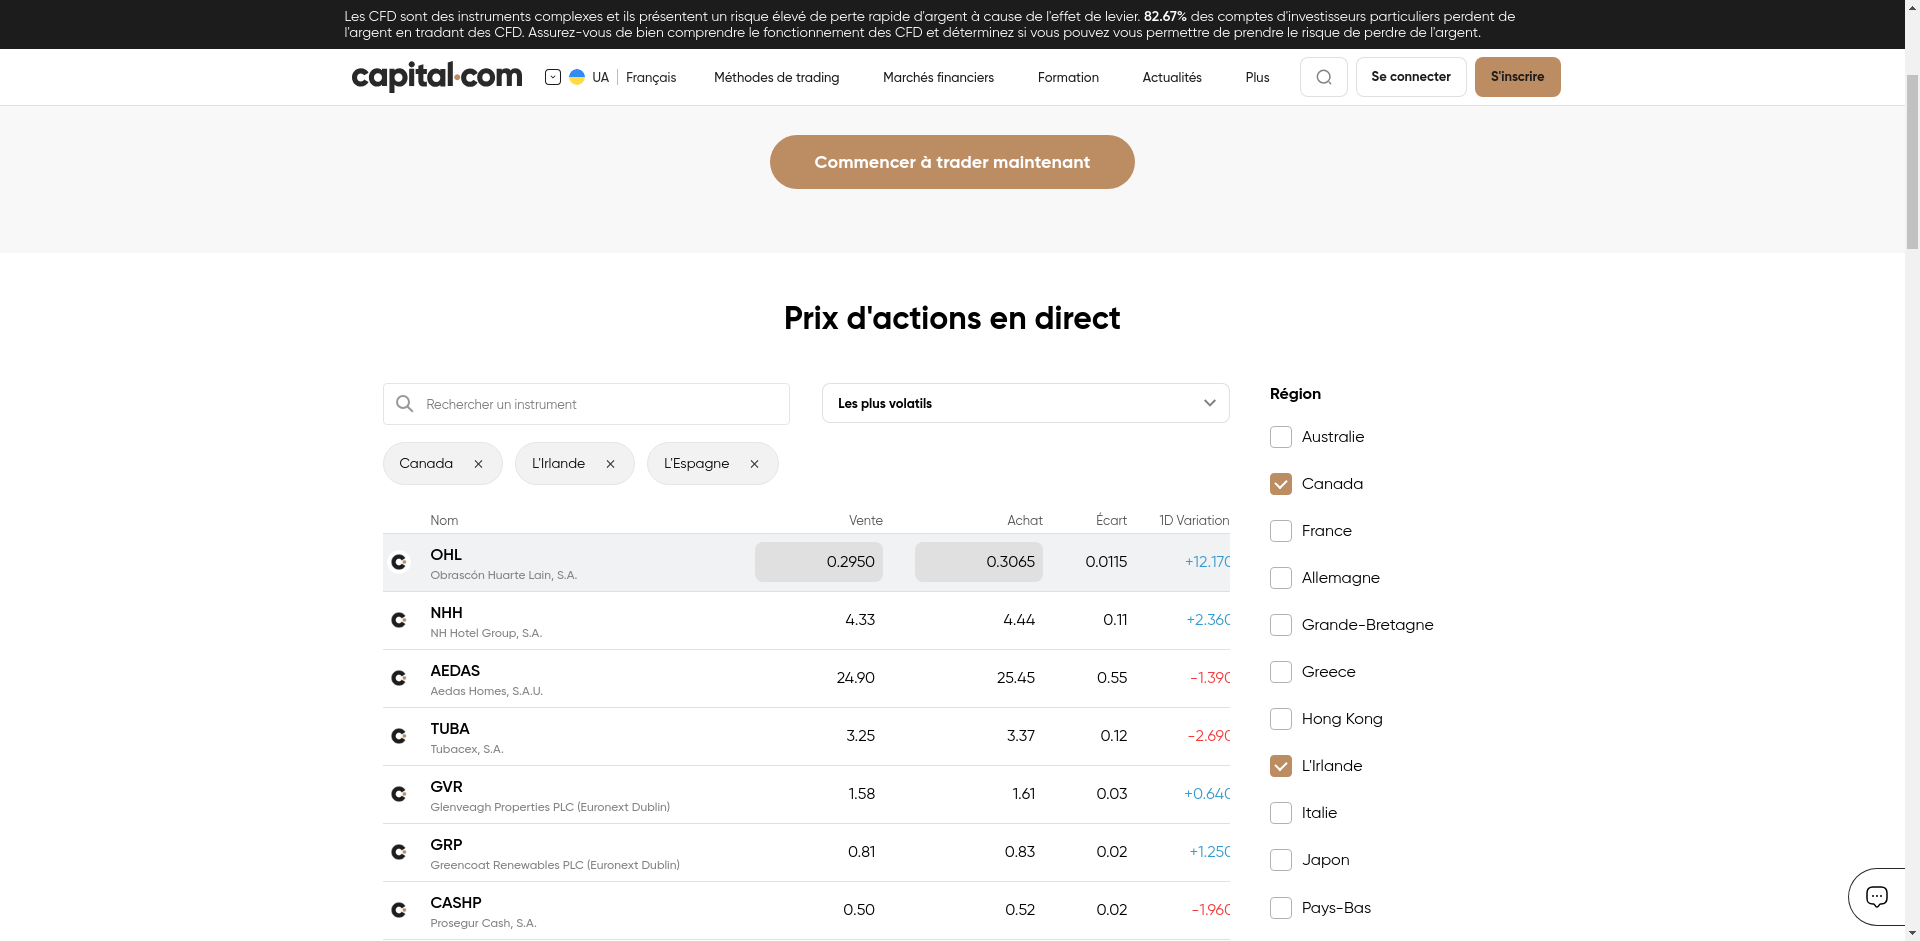 Les CFD sont des instruments complexes et ils présentent un risque élevé de perte rapide d'argent à cause de l'effet de levier. 82.67% des comptes d'investisseurs particuliers perdent de
l'argent en tradant des CFD. Assurez-vous de bien comprendre le fonctionnement des CFD et déterminez si vous pouvez vous permettre de prendre le risque de perdre de l'argent.
capital.com UA Français Méthodes de trading Marchés financiers Formation Actualités Plus Se connecter S'inscrire
Commencer à trader maintenant
Prix d'actions en direct
Rechercher un instrument
Les plus volatils
Canada L'Irlande L'Espagne
Nom Vente Achat Écart 1D Variation
OHL 0.2950 0.3065 0.0115 +12.170
Obrascón Huarte Lain, S.A.
NHH 4.33 4.44 0.11 +2.360
NH Hotel Group, S.A.
AEDAS 24.90 25.45 0.55 -1.390
Aedas Homes, S.A.U.
TUBA 3.25 3.37 0.12 -2.690
Tubacex, S.A.
GVR 1.58 1.61 0.03 +0.640
Glenveagh Properties PLC (Euronext Dublin)
GRP 0.81 0.83 0.02 +1.250
Greencoat Renewables PLC (Euronext Dublin)
CASHP 0.50 0.52 0.02 -1.960
Prosegur Cash, S.A.
Région
Australie
Canada
France
Allemagne
Grande-Bretagne
Greece
Hong Kong
L'Irlande
Italie
Japon
Pays-Bas